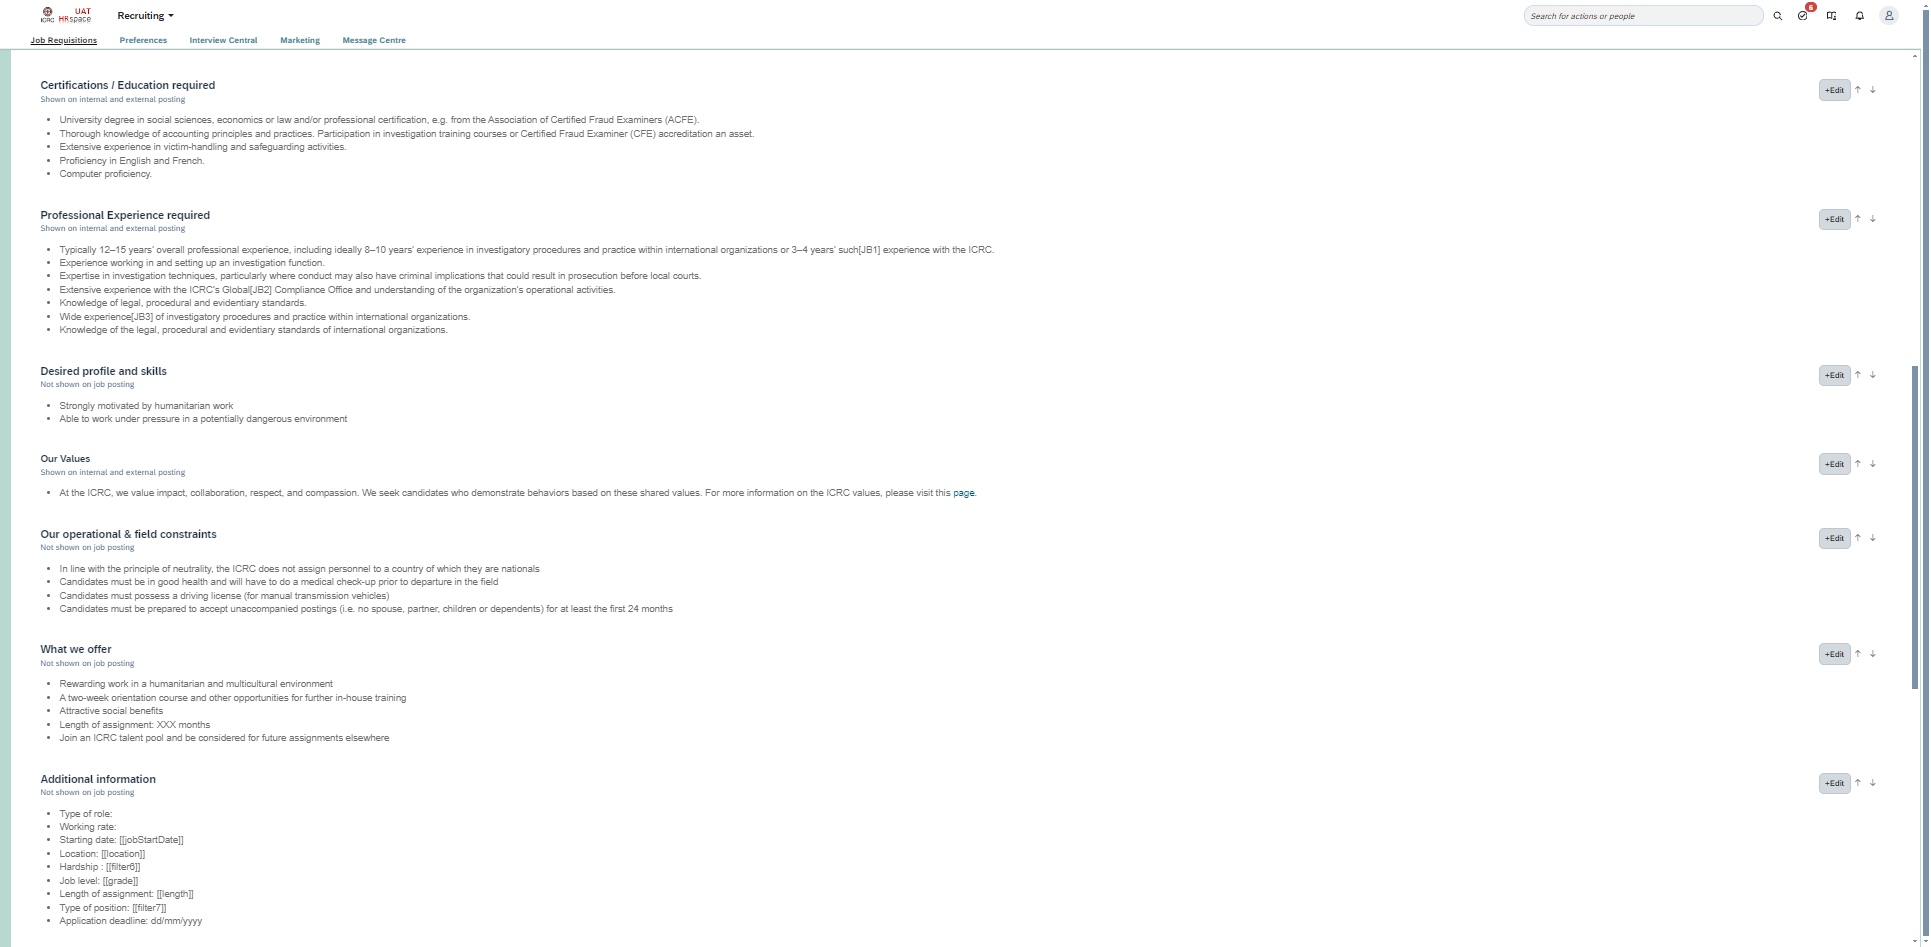 ICRC
UAT
HRspace
Recruiting
Search for actions or people
6
Job Requisitions
Preferences
Interview Central
Marketing
Message Centre
Certifications / Education required
+Edit
Shown on internal and external posting
University degree in social sciences, economics or law and/or professional certification, e.g. from the Association of Certified Fraud Examiners (ACFE).
Thorough knowledge of accounting principles and practices. Participation in investigation training courses or Certified Fraud Examiner (CFE) accreditation an asset.
Extensive experience in victim-handling and safeguarding activities.
Proficiency in English and French.
Computer proficiency.
Professional Experience required
+Edit
Shown on internal and external posting
Typically 12–15 years' overall professional experience, including ideally 8–10 years' experience in investigatory procedures and practice within international organizations or 3–4 years' such[JB1] experience with the ICRC.
Experience working in and setting up an investigation function.
Expertise in investigation techniques, particularly where conduct may also have criminal implications that could result in prosecution before local courts.
Extensive experience with the ICRC's Global[JB2] Compliance Office and understanding of the organization's operational activities.
Knowledge of legal, procedural and evidentiary standards.
Wide experience[JB3] of investigatory procedures and practice within international organizations.
Knowledge of the legal, procedural and evidentiary standards of international organizations.
Desired profile and skills
+Edit
Not shown on job posting
Strongly motivated by humanitarian work
Able to work under pressure in a potentially dangerous environment
Our Values
+Edit
Shown on internal and external posting
At the ICRC, we value impact, collaboration, respect, and compassion. We seek candidates who demonstrate behaviors based on these shared values. For more information on the ICRC values, please visit this page.
Our operational & field constraints
+Edit
Not shown on job posting
In line with the principle of neutrality, the ICRC does not assign personnel to a country of which they are nationals
Candidates must be in good health and will have to do a medical check-up prior to departure in the field
Candidates must possess a driving license (for manual transmission vehicles)
Candidates must be prepared to accept unaccompanied postings (i.e. no spouse, partner, children or dependents) for at least the first 24 months
What we offer
+Edit
Not shown on job posting
Rewarding work in a humanitarian and multicultural environment
A two-week orientation course and other opportunities for further in-house training
Attractive social benefits
Length of assignment: XXX months
Join an ICRC talent pool and be considered for future assignments elsewhere
Additional information
+Edit
Not shown on job posting
Type of role:
Working rate:
Starting date: [[jobStartDate]]
Location: [[location]]
Hardship : [[filter6]]
Job level: [[grade]]
Length of assignment: [[length]]
Type of position: [[filter7]]
Application deadline: dd/mm/yyyy